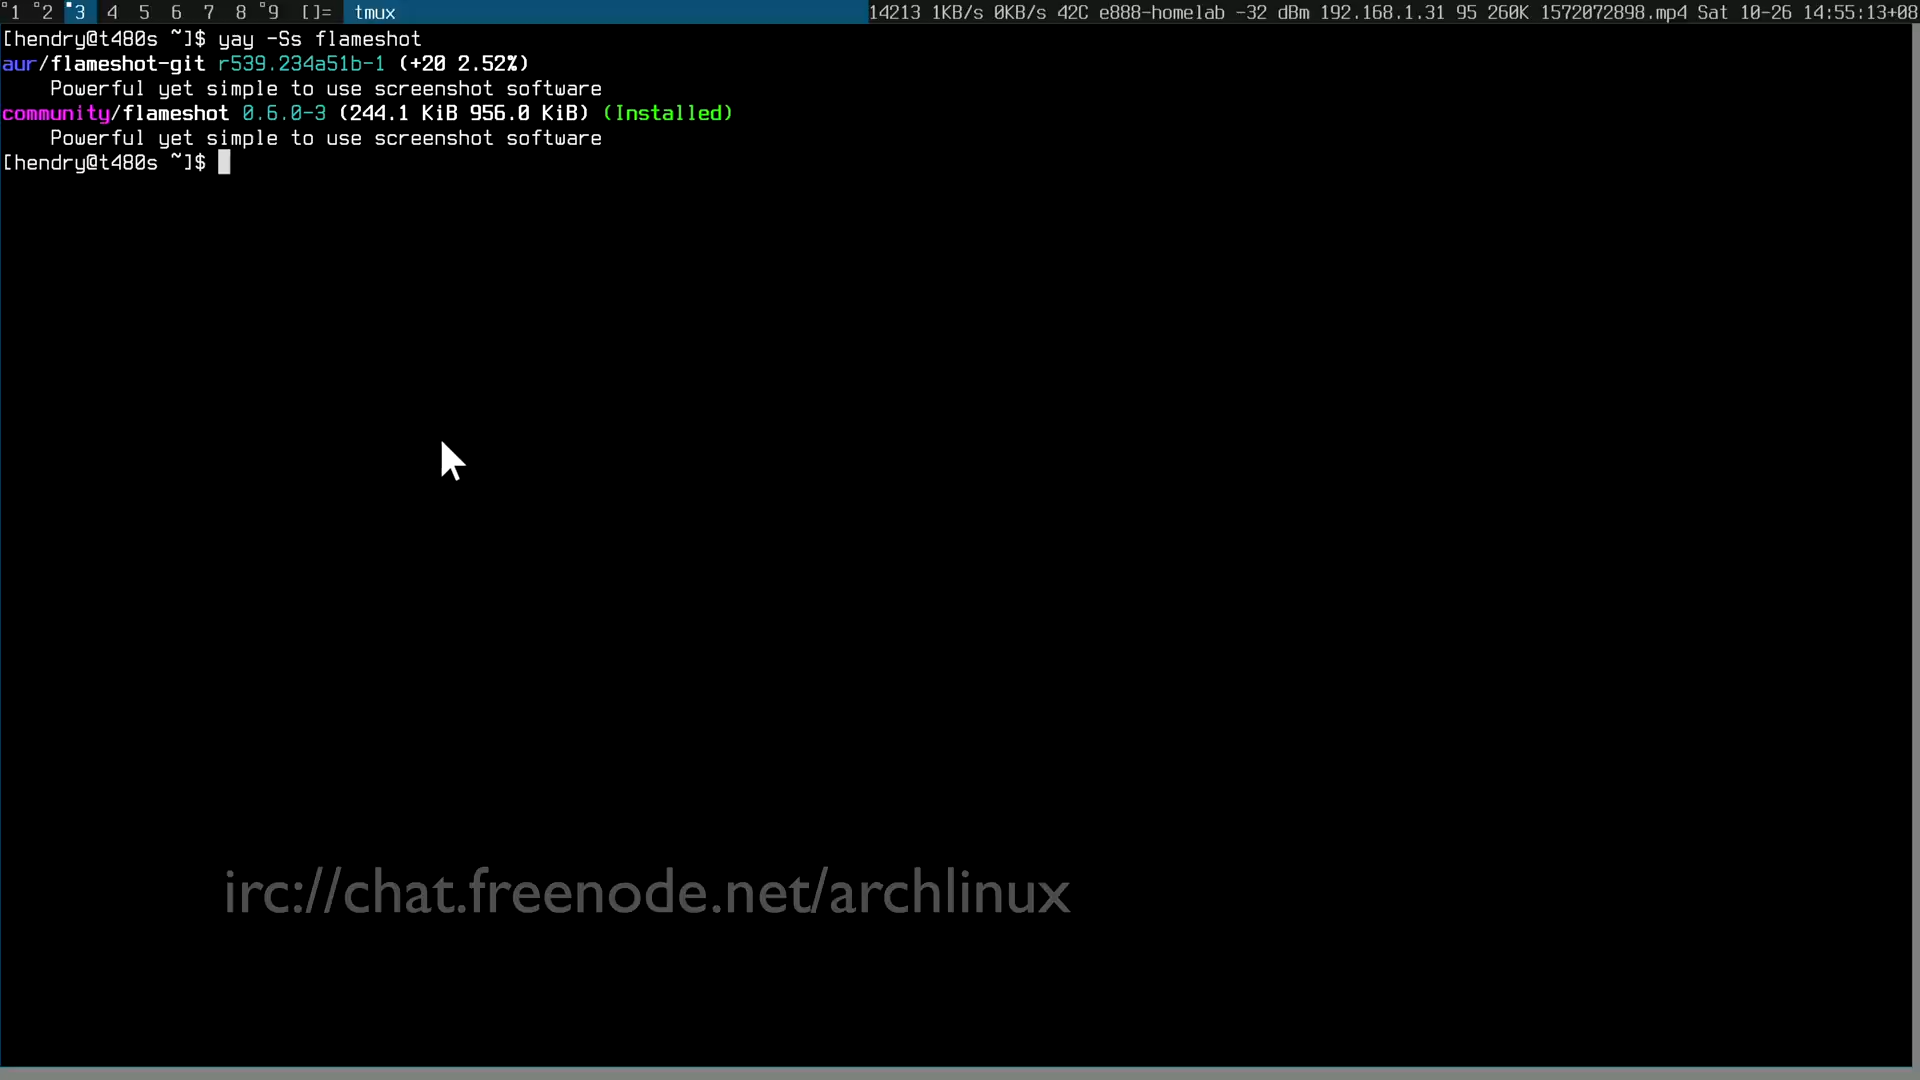 1 2 3 4 5 6 7 8 9 []= tmux 14213 1KB/s 0KB/s 42C e888-homelab -32 dBm 192.168.1.31 95 260K 1572072898.mp4 Sat 10-26 14:55:13+08
[hendry@t480s ~]$ yay -Ss flameshot
aur/flameshot-git r539.234a51b-1 (+20 2.52%)
Powerful yet simple to use screenshot software
community/flameshot 0.6.0-3 (244.1 KiB 956.0 KiB) (Installed)
Powerful yet simple to use screenshot software
[hendry@t480s ~]$
irc://chat.freenode.net/archlinux